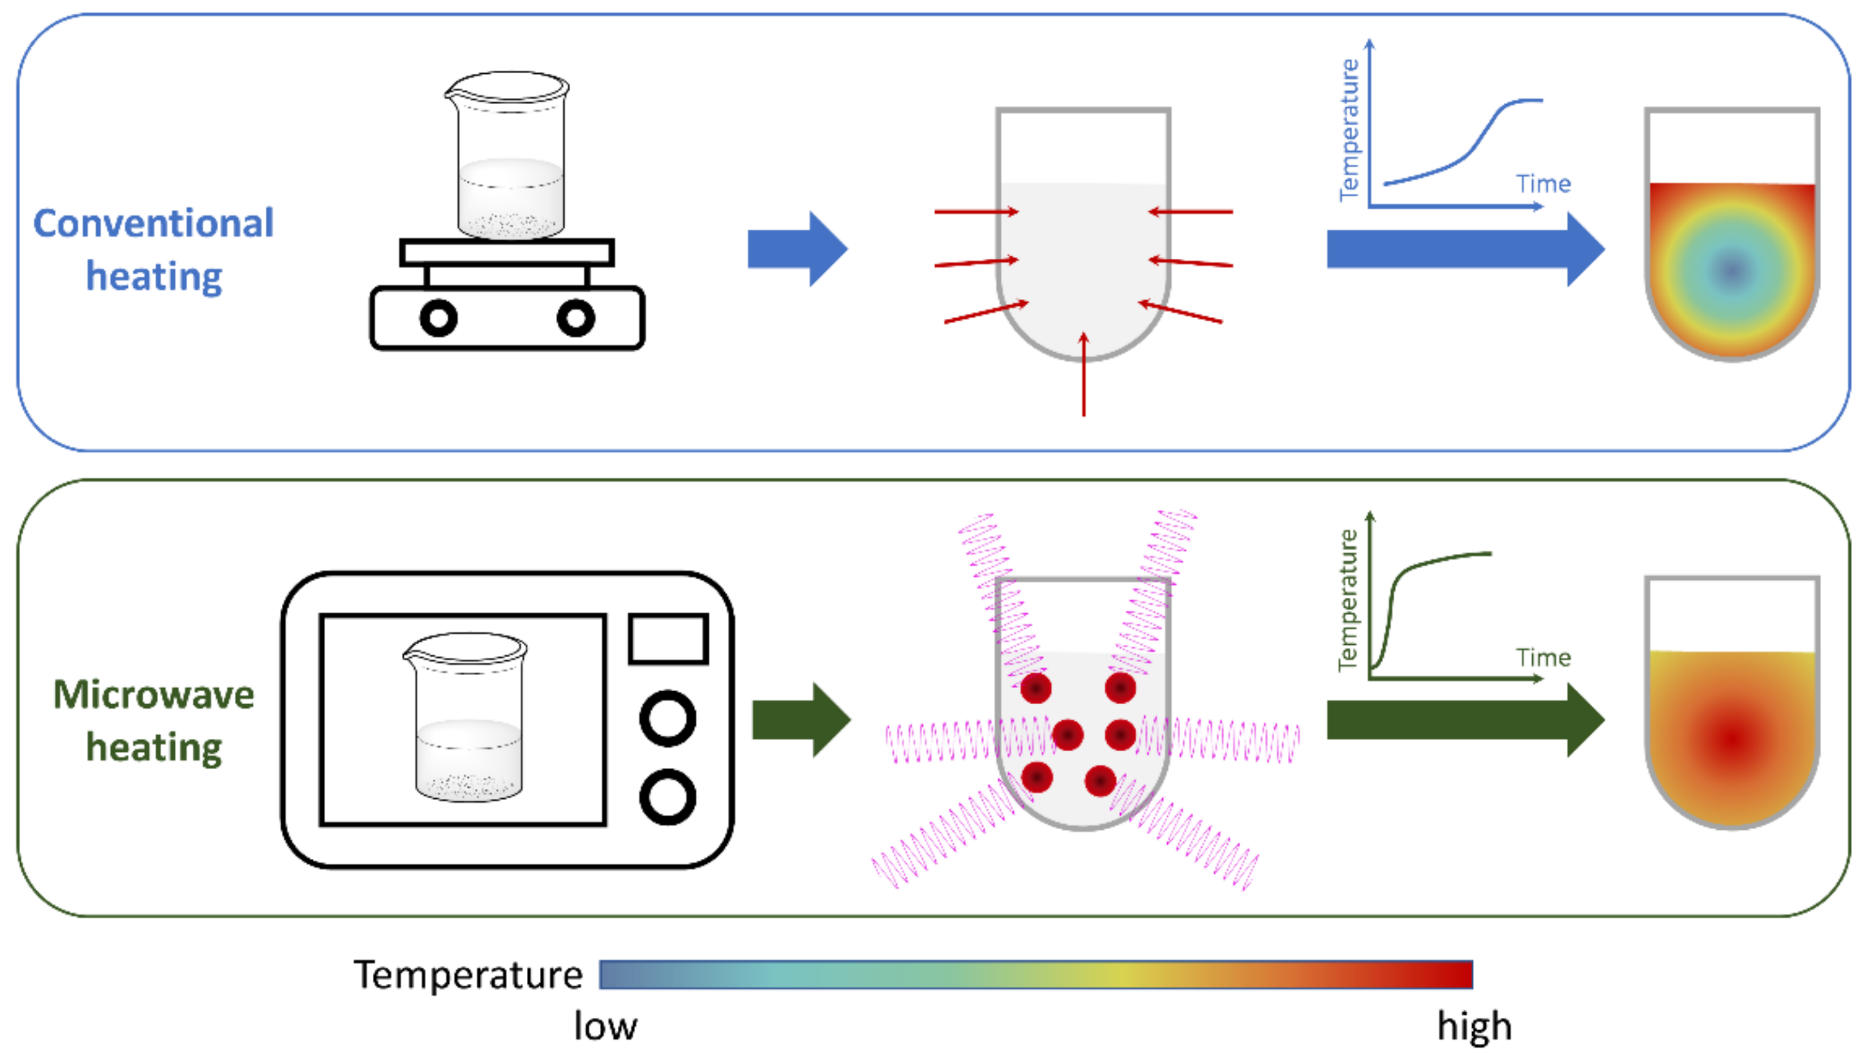 Conventional
heating
Temperature
Time
Microwave
heating
Temperature
Time
Temperature
low
high